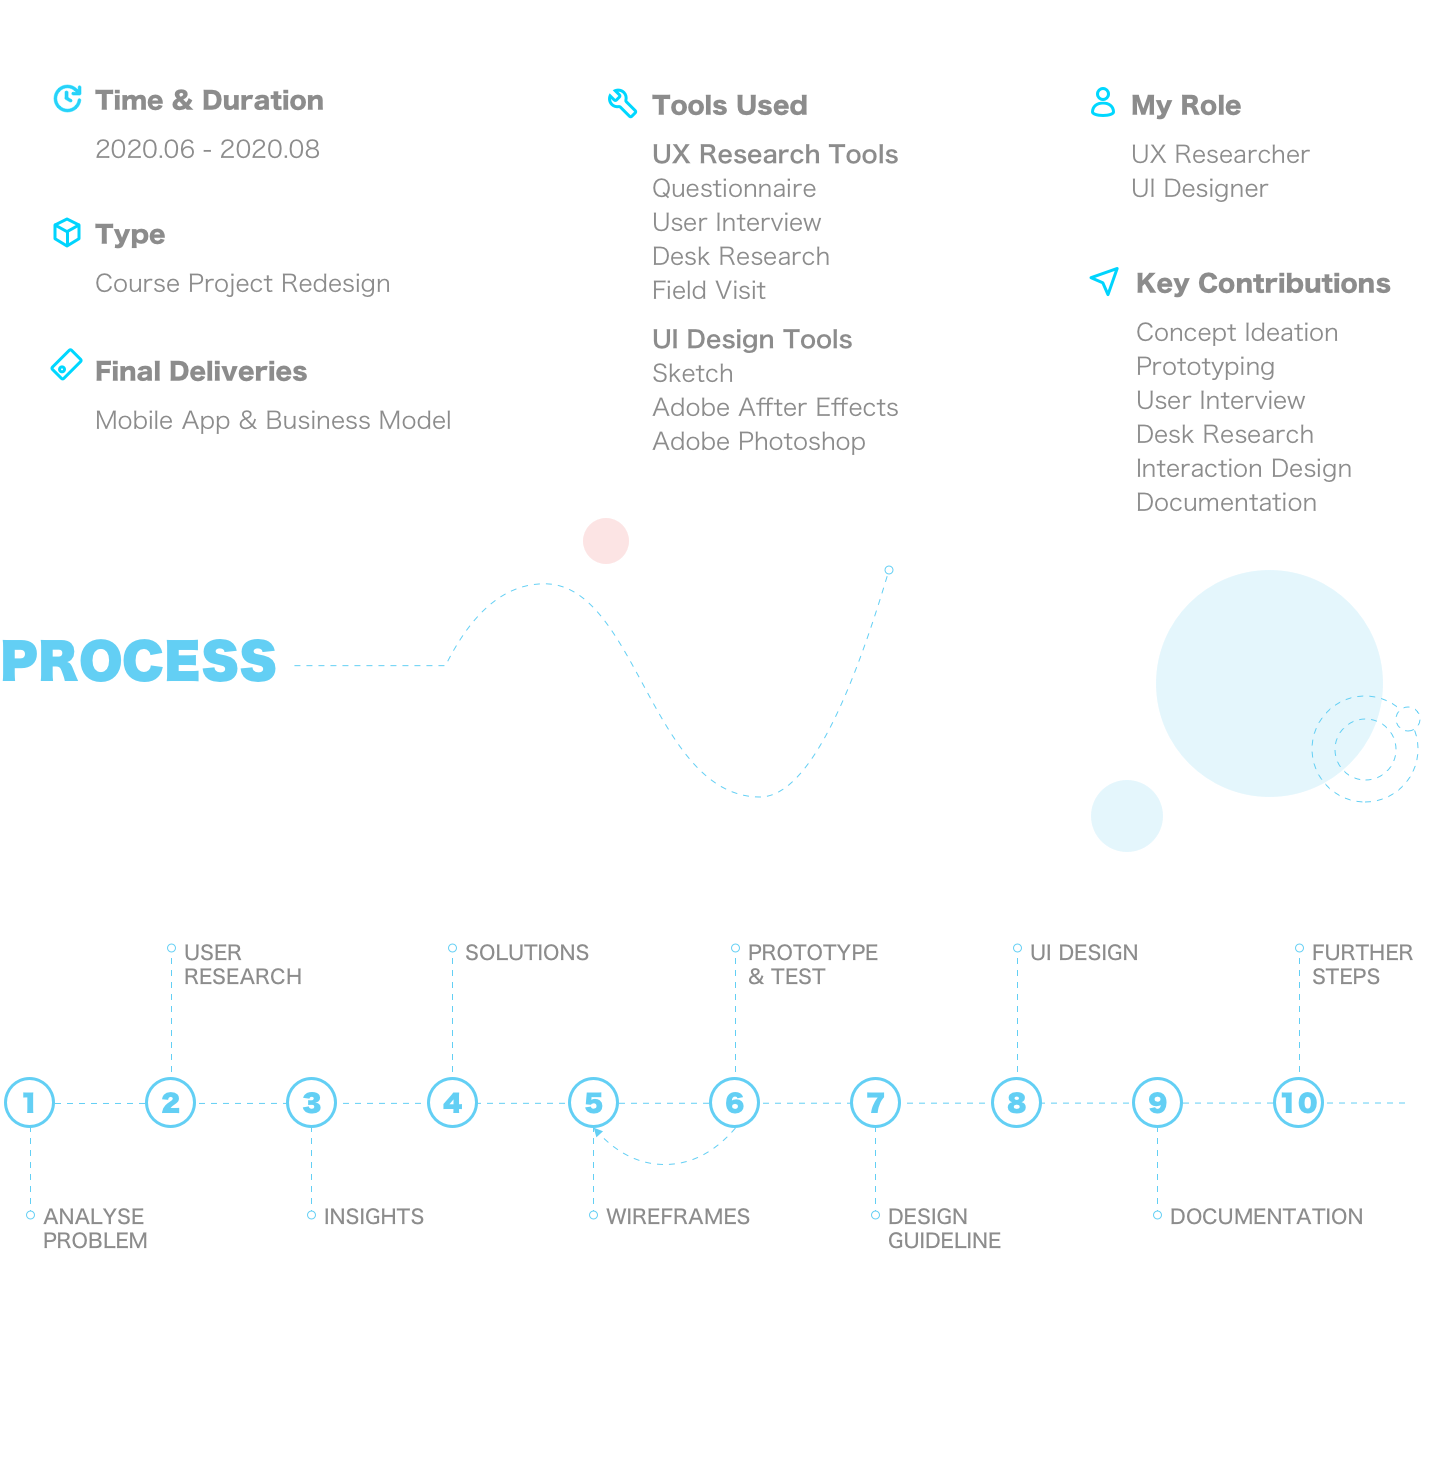 Time & Duration
2020.06 - 2020.08
Type
Course Project Redesign
Final Deliveries
Mobile App & Business Model
Tools Used
UX Research Tools
Questionnaire
User Interview
Desk Research
Field Visit
UI Design Tools
Sketch
Adobe Affter Effects
Adobe Photoshop
My Role
UX Researcher
UI Designer
Key Contributions
Concept Ideation
Prototyping
User Interview
Desk Research
Interaction Design
Documentation
PROCESS
1
ANALYSE
PROBLEM
2
USER
RESEARCH
3
INSIGHTS
4
SOLUTIONS
5
WIREFRAMES
6
PROTOTYPE
& TEST
7
DESIGN
GUIDELINE
8
UI DESIGN
9
DOCUMENTATION
10
FURTHER
STEPS